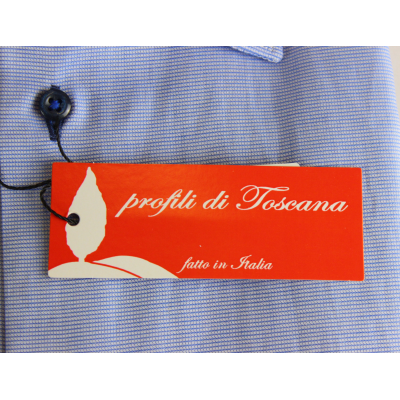 profili di Toscana
fatto in Italia